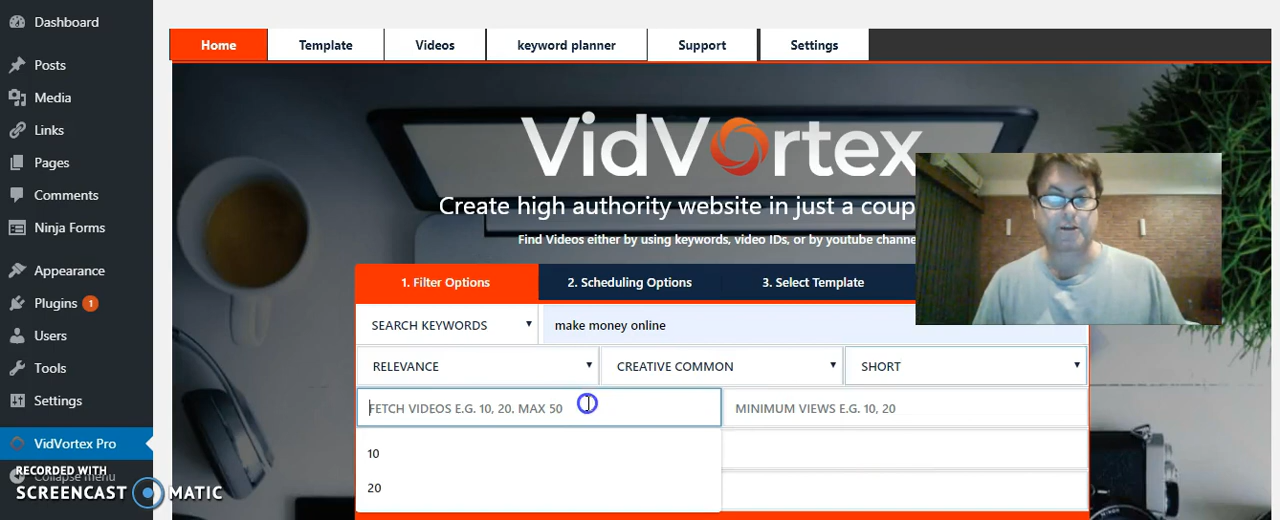 Dashboard
Posts
Media
Links
Pages
Comments
Ninja Forms
Appearance
Plugins 1
Users
Tools
Settings
VidVortex Pro
Collapse menu
RECORDED WITH
SCREENCAST MATIC
Home Template Videos keyword planner Support Settings
VidVortex
Create high authority website in just a coup
Find Videos either by using keywords, video IDs, or by youtube channe
1. Filter Options 2. Scheduling Options 3. Select Template
SEARCH KEYWORDS make money online
RELEVANCE CREATIVE COMMON SHORT
FETCH VIDEOS E.G. 10, 20. MAX 50 MINIMUM VIEWS E.G. 10, 20
10
20